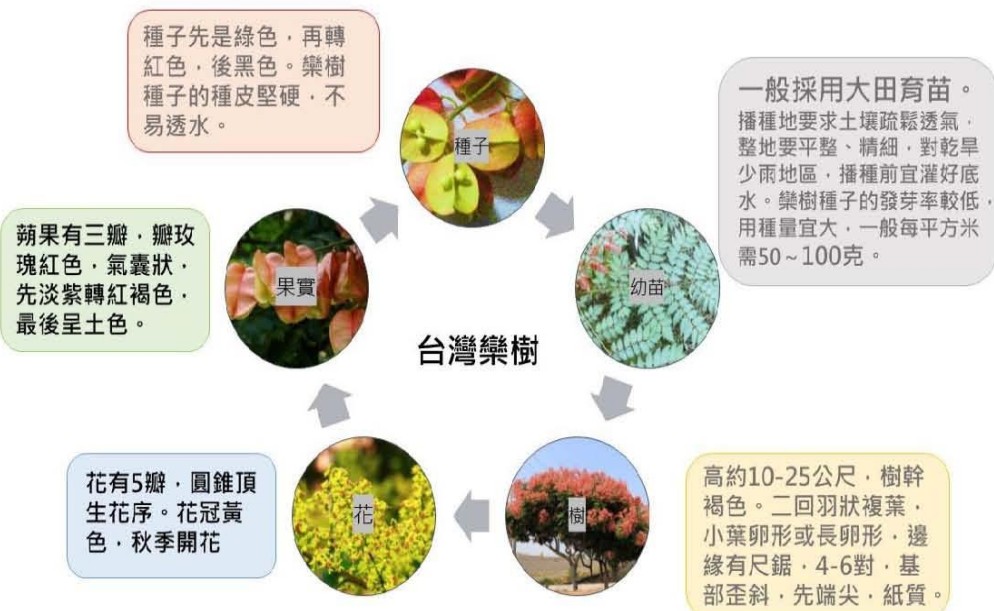 種子先是綠色，再轉
紅色，後黑色。欒樹
種子的種皮堅硬，不
易透水。
種子
一般採用大田育苗。
播種地要求土壤疏鬆透氣，
整地要平整、精細，對乾旱
少雨地區，播種前宜灌好底
水。欒樹種子的發芽率較低，
用種量宜大，一般每平方米
需50～100克。
蒴果有三瓣，瓣玫
瑰紅色，氣囊狀，
先淡紫轉紅褐色，
最後呈土色。
果實
幼苗
台灣欒樹
花有5瓣，圓錐頂
生花序。花冠黃
色，秋季開花
花
樹
高約10-25公尺，樹幹
褐色。二回羽狀複葉，
小葉卵形或長卵形，邊
緣有尺鋸，4-6對，基
部歪斜，先端尖，紙質。